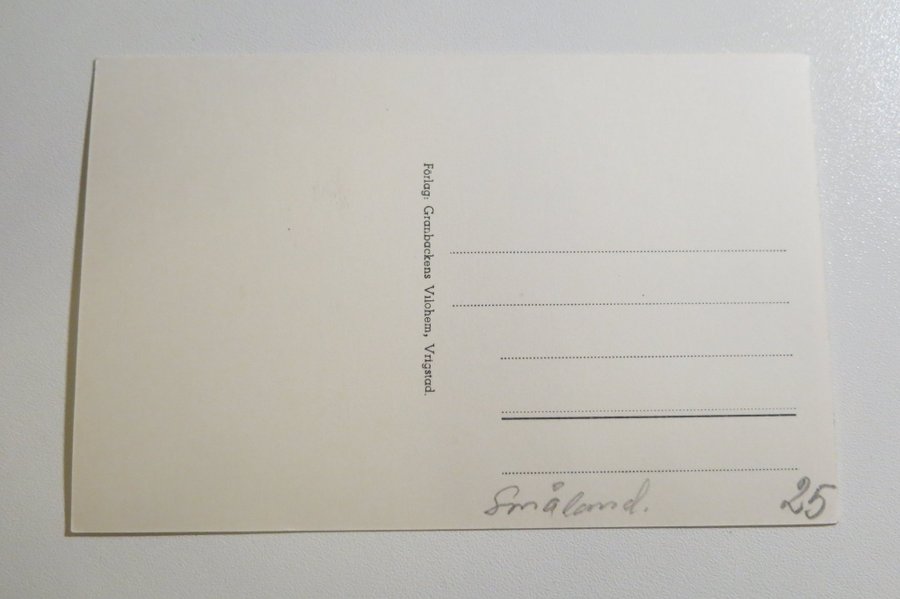 Förlag: Granbackens Vilohem, Vrigstad.
Småland.
25